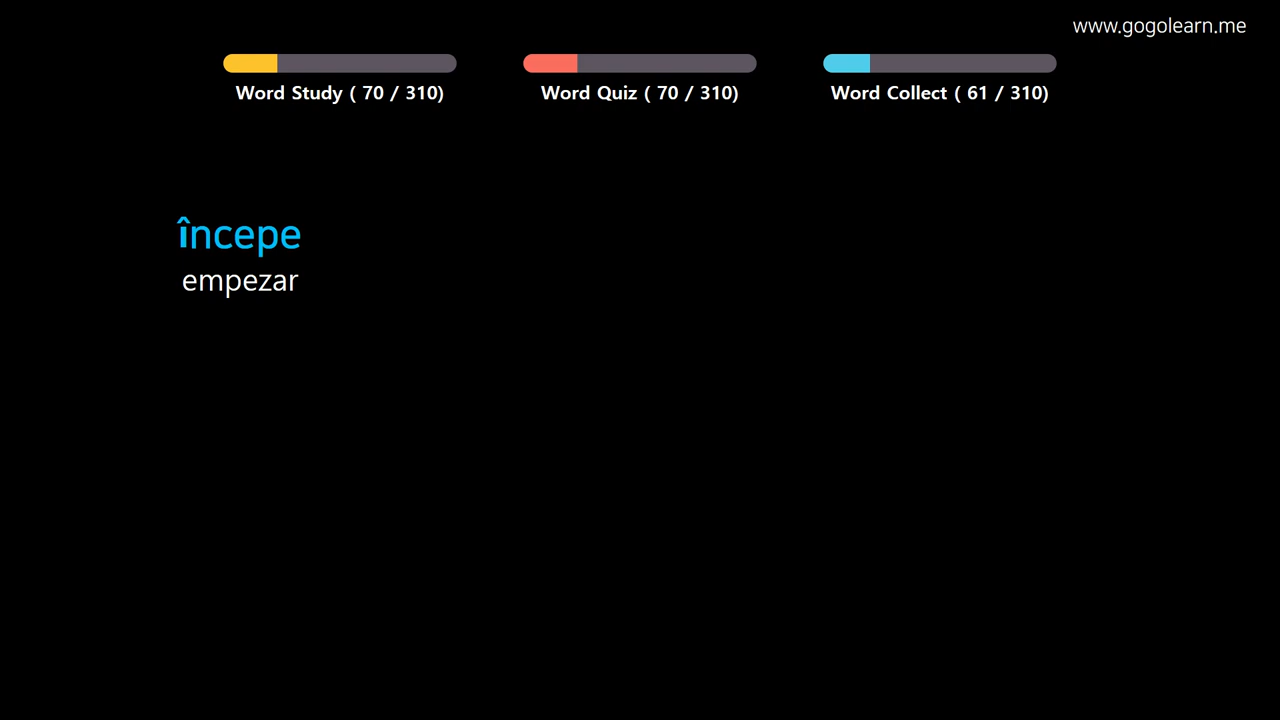 www.gogolearn.me
Word Study ( 70 / 310)
Word Quiz ( 70 / 310)
Word Collect ( 61 / 310)
începe
empezar